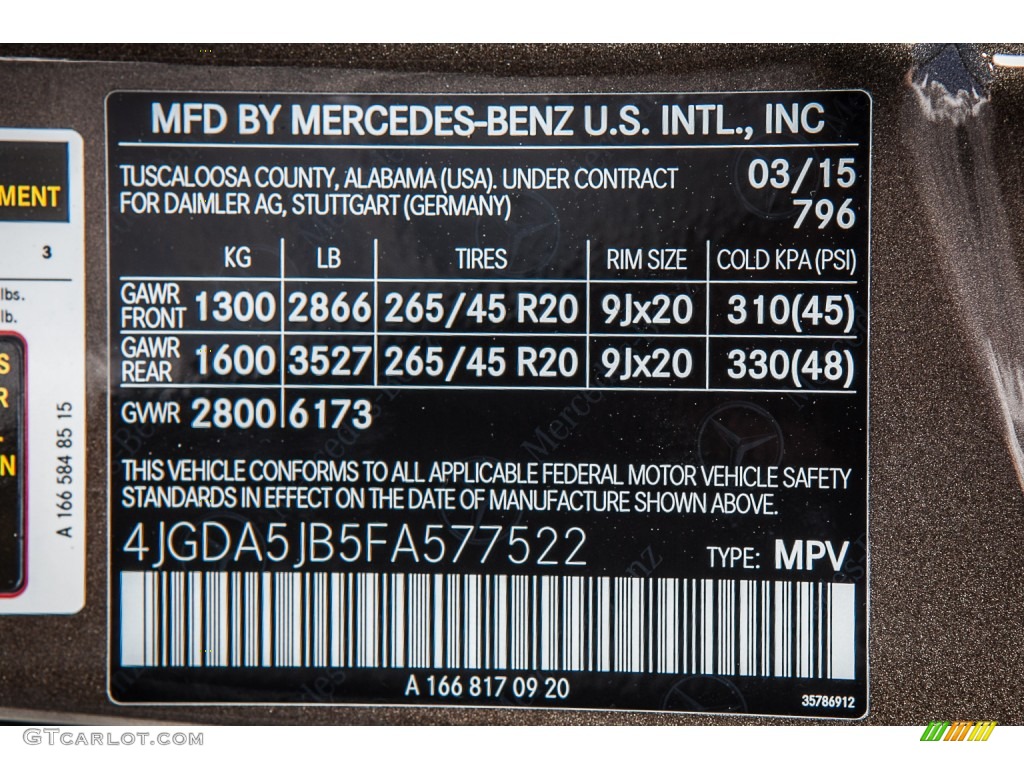 MFD BY MERCEDES-BENZ U.S. INTL., INC
TUSCALOOSA COUNTY, ALABAMA (USA). UNDER CONTRACT
FOR DAIMLER AG, STUTTGART (GERMANY)
03/15
796
KG LB TIRES RIM SIZE COLD KPA (PSI)
GAWR FRONT 1300 2866 265/45 R20 9Jx20 310(45)
GAWR REAR 1600 3527 265/45 R20 9Jx20 330(48)
GVWR 2800 6173
THIS VEHICLE CONFORMS TO ALL APPLICABLE FEDERAL MOTOR VEHICLE SAFETY
STANDARDS IN EFFECT ON THE DATE OF MANUFACTURE SHOWN ABOVE.
4JGDA5JB5FA577522 TYPE: MPV
A 166 817 09 20
35786912
MENT
3
lbs.
lb.
A 166 584 85 15
GTcarlot.com